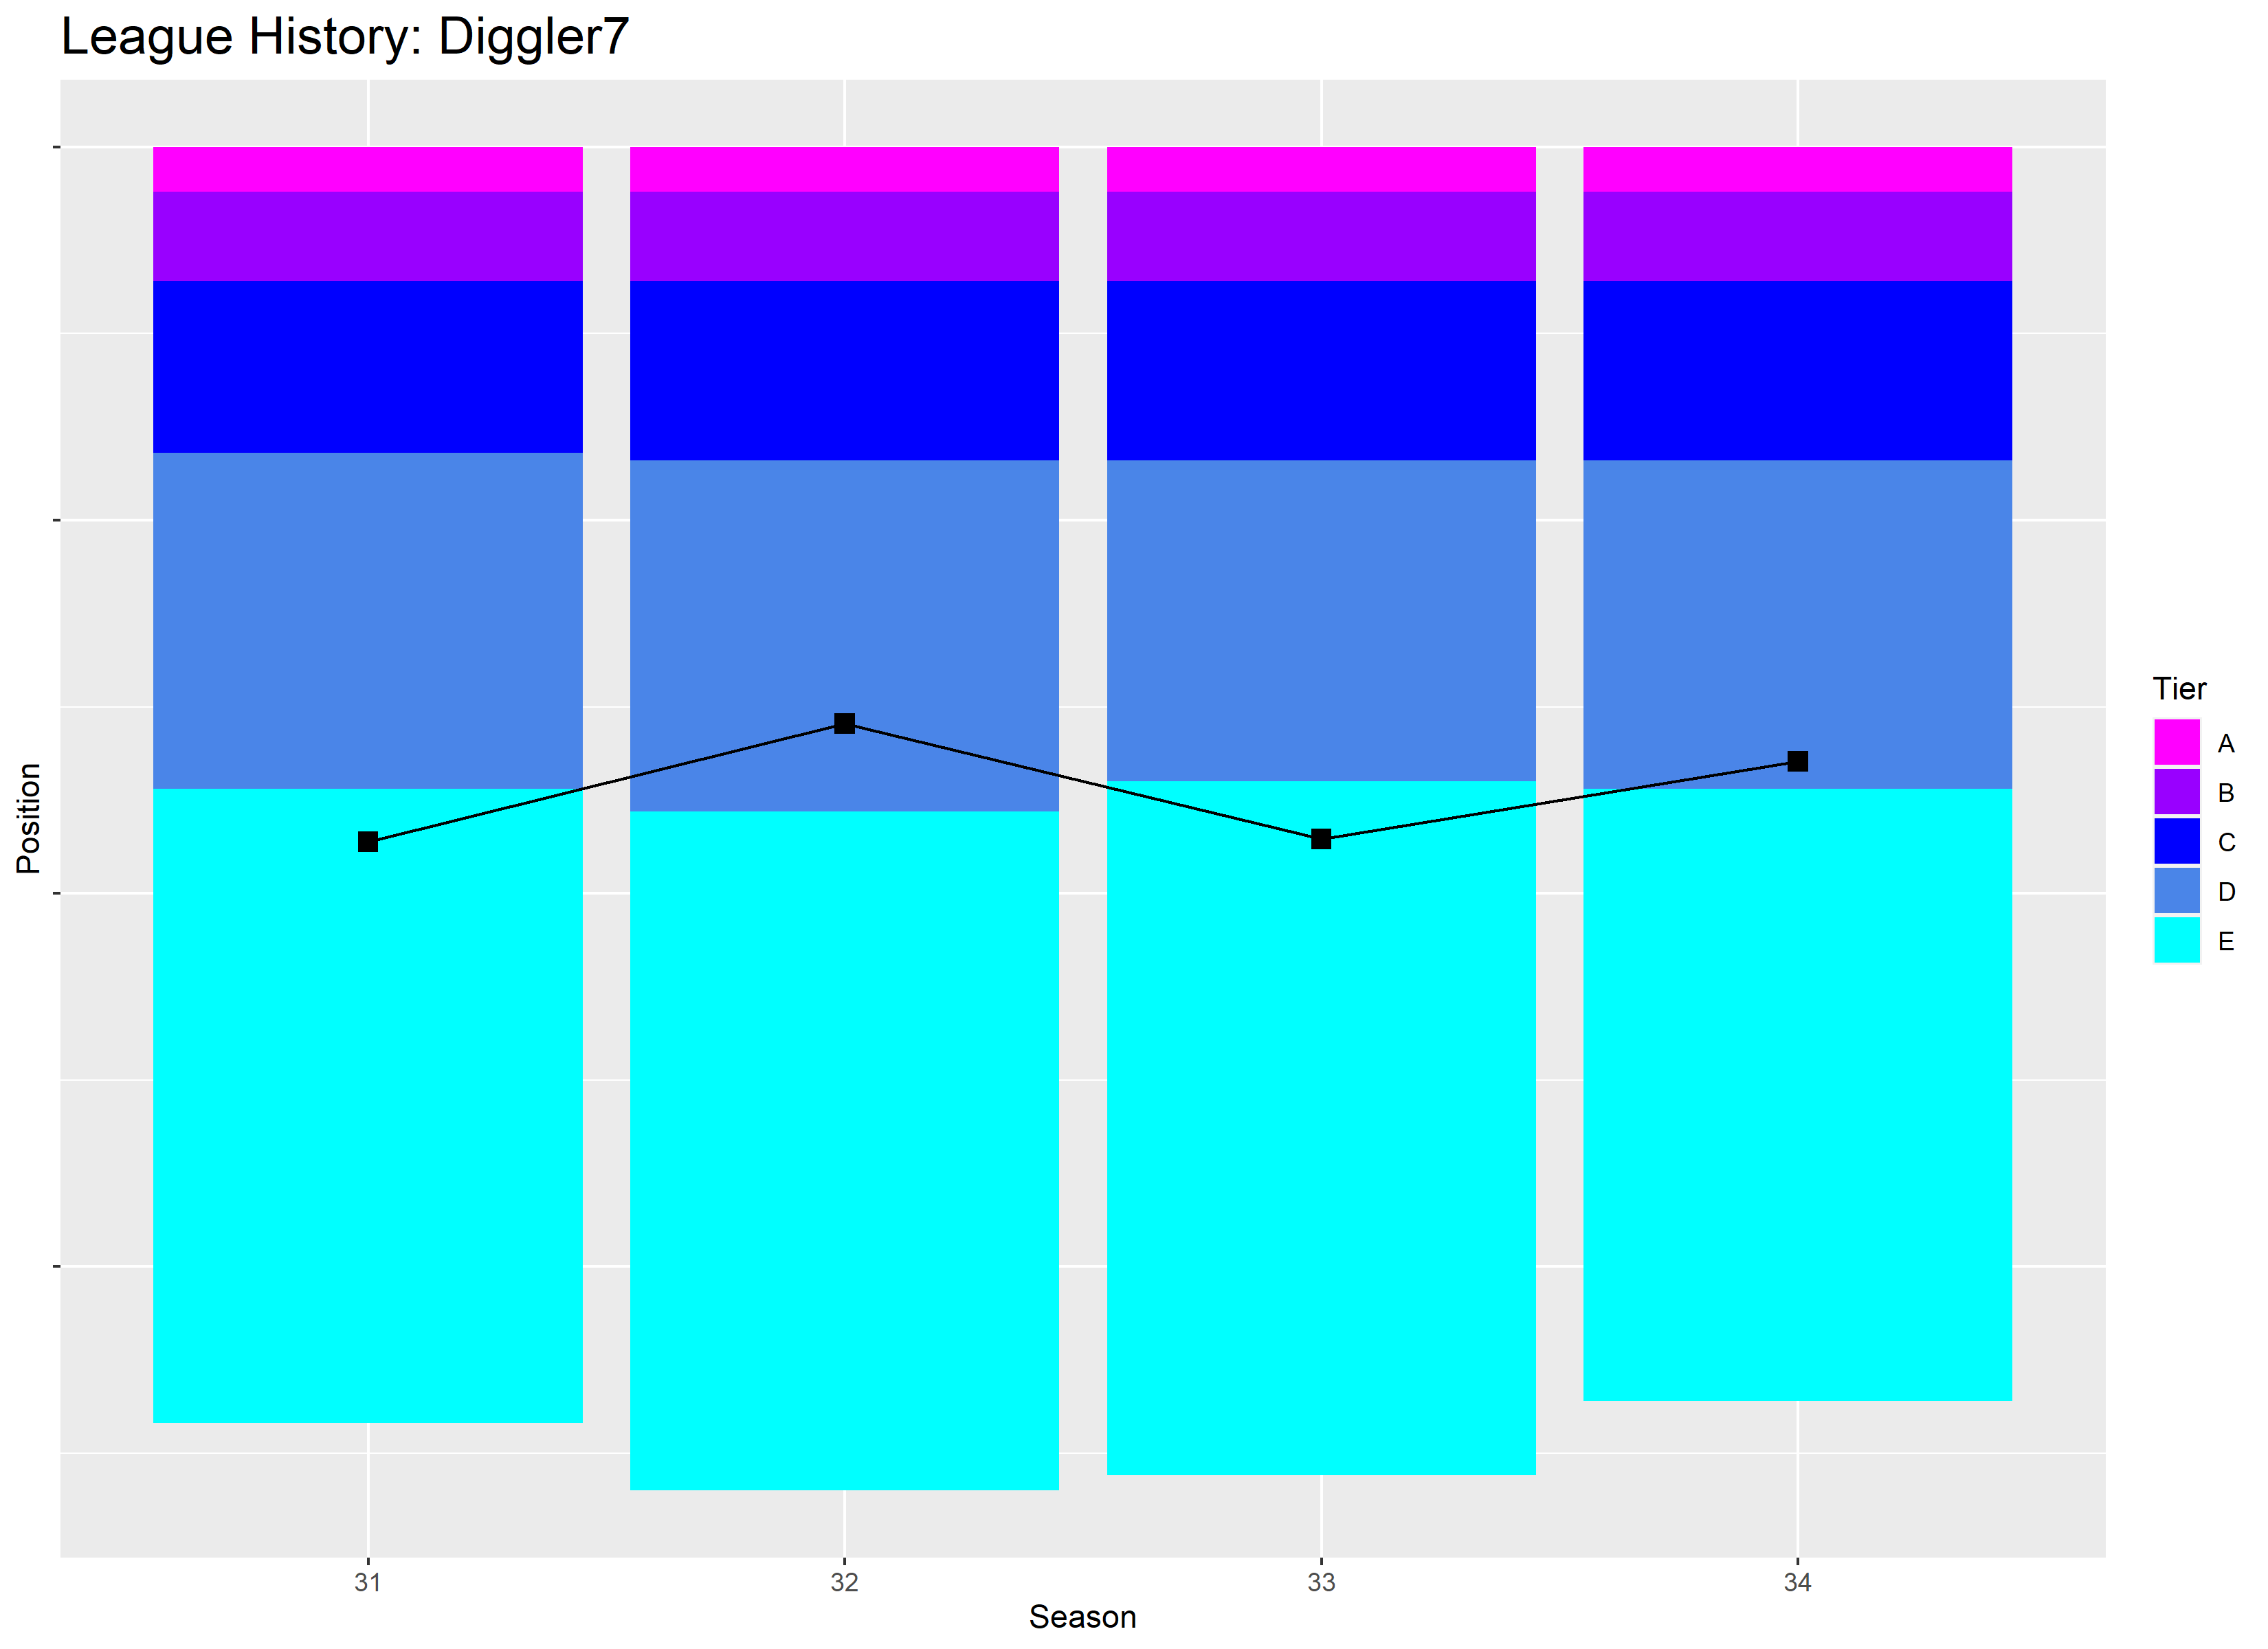 League History: Diggler7
Position
31
32
33
34
Season
Tier
A
B
C
D
E